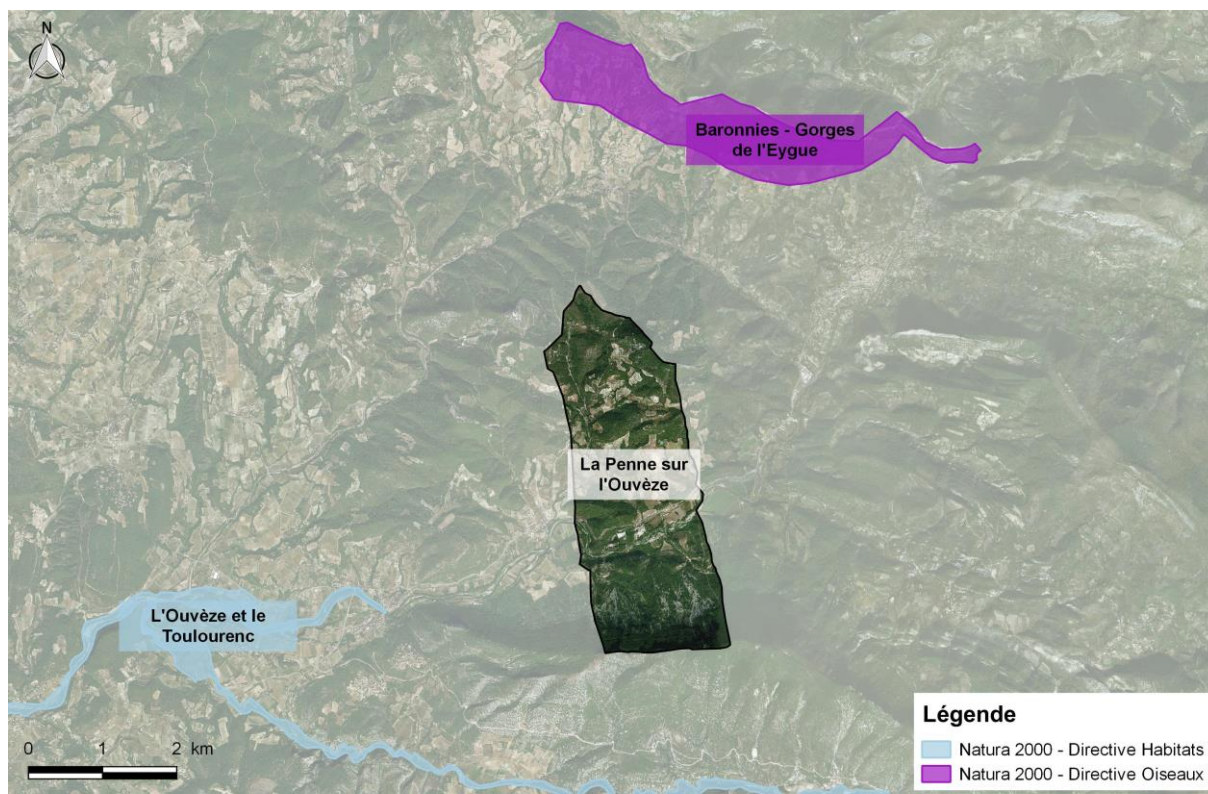 N
Baronnies - Gorges
de l'Eygue
La Penne sur
l'Ouvèze
L'Ouvèze et le
Toulourenc
0 1 2 km
Légende
Natura 2000 - Directive Habitats
Natura 2000 - Directive Oiseaux